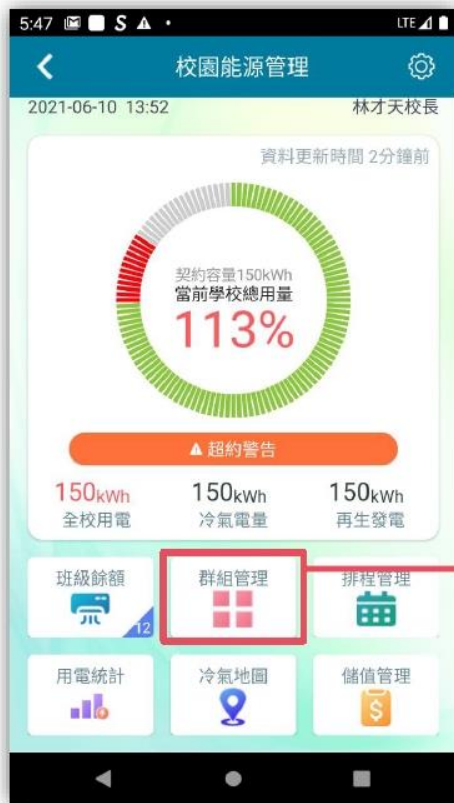 5:47 S LTE
校園能源管理
2021-06-10 13:52 林才天校長
資料更新時間 2分鐘前
契約容量150kWh
當前學校總用量
113%
超約警告
150kWh 150kWh 150kWh
全校用電 冷氣電量 再生發電
班級餘額 群組管理 排程管理
12
用電統計 冷氣地圖 儲值管理